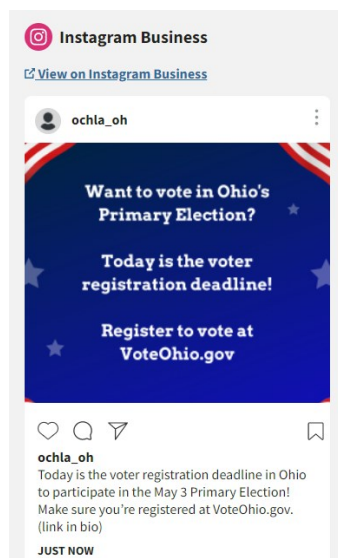 Instagram Business
View on Instagram Business
ochla_oh
Want to vote in Ohio's
Primary Election?
Today is the voter
registration deadline!
Register to vote at
VoteOhio.gov
ochla_oh
Today is the voter registration deadline in Ohio
to participate in the May 3 Primary Election!
Make sure you're registered at VoteOhio.gov.
(link in bio)
JUST NOW